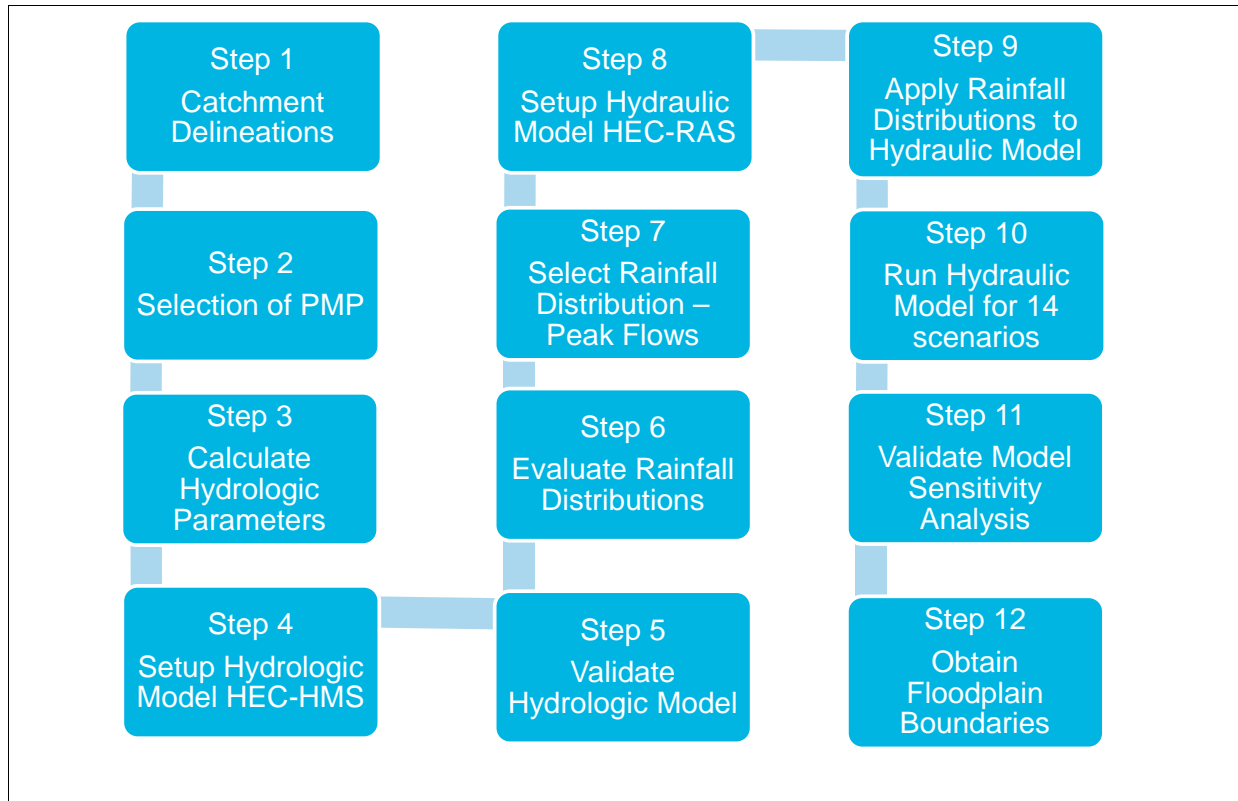 Step 1
Catchment
Delineations
Step 2
Selection of PMP
Step 3
Calculate
Hydrologic
Parameters
Step 4
Setup Hydrologic
Model HEC-HMS
Step 5
Validate
Hydrologic Model
Step 6
Evaluate Rainfall
Distributions
Step 7
Select Rainfall
Distribution –
Peak Flows
Step 8
Setup Hydraulic
Model HEC-RAS
Step 9
Apply Rainfall
Distributions to
Hydraulic Model
Step 10
Run Hydraulic
Model for 14
scenarios
Step 11
Validate Model
Sensitivity
Analysis
Step 12
Obtain
Floodplain
Boundaries